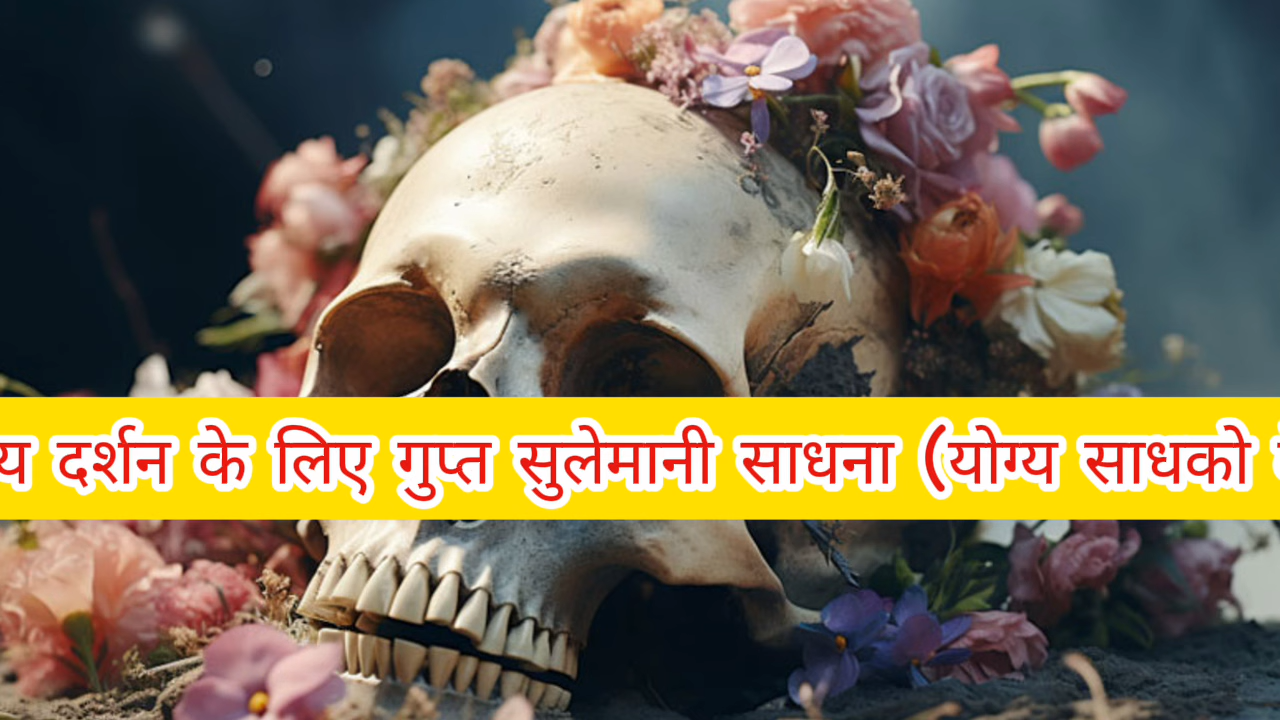 दर्शन के लिए गुप्त सुलेमानी साधना (योग्य साधको